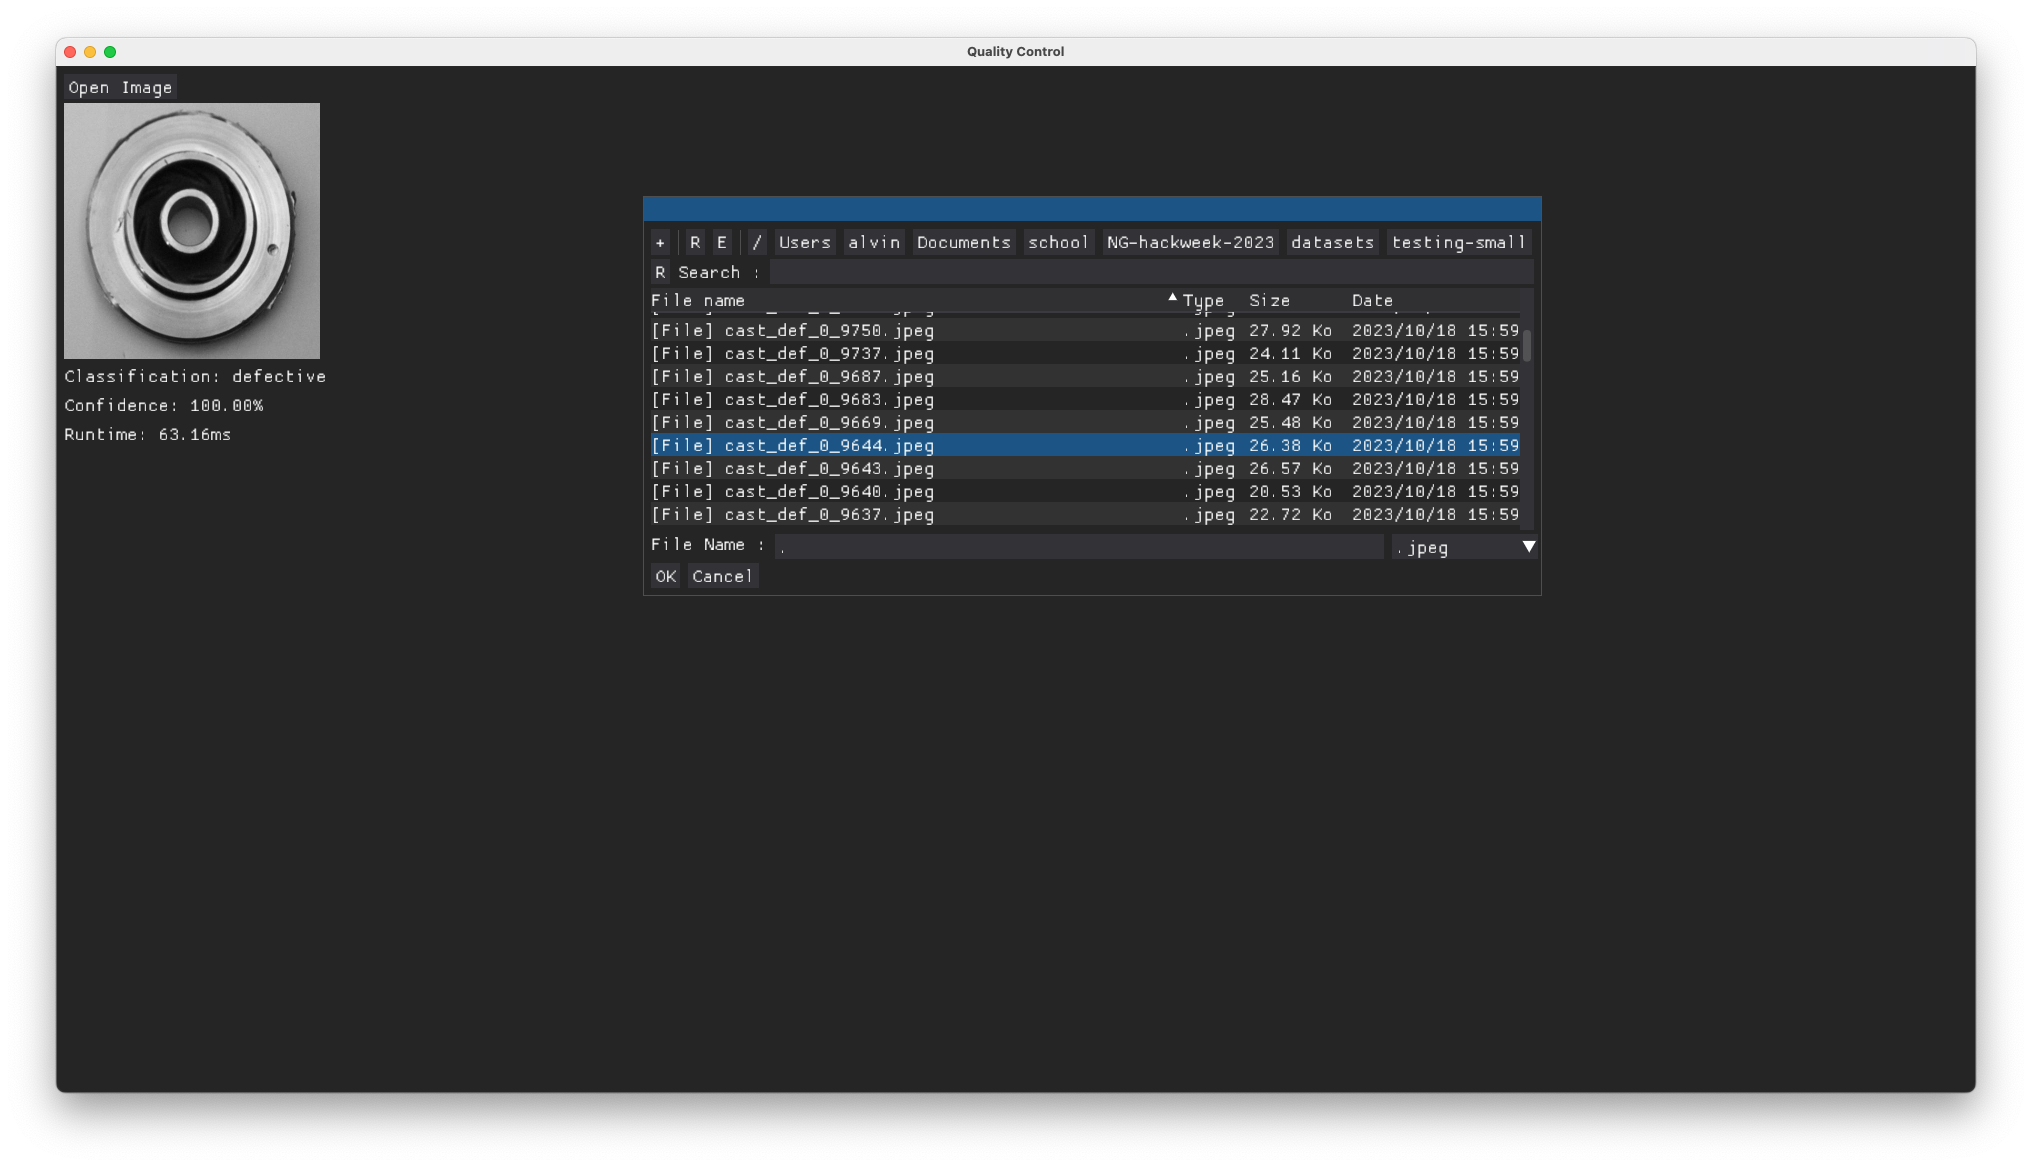 Quality Control
Open Image
Classification: defective
Confidence: 100.00%
Runtime: 63.16ms
+ R E / Users alvin Documents school NG-hackweek-2023 datasets testing-small
R Search :
File name Type Size Date
[File] cast_def_0_9750.jpeg .jpeg 27.92 Ko 2023/10/18 15:59
[File] cast_def_0_9737.jpeg .jpeg 24.11 Ko 2023/10/18 15:59
[File] cast_def_0_9687.jpeg .jpeg 25.16 Ko 2023/10/18 15:59
[File] cast_def_0_9683.jpeg .jpeg 28.47 Ko 2023/10/18 15:59
[File] cast_def_0_9669.jpeg .jpeg 25.48 Ko 2023/10/18 15:59
[File] cast_def_0_9644.jpeg .jpeg 26.38 Ko 2023/10/18 15:59
[File] cast_def_0_9643.jpeg .jpeg 26.57 Ko 2023/10/18 15:59
[File] cast_def_0_9640.jpeg .jpeg 20.53 Ko 2023/10/18 15:59
[File] cast_def_0_9637.jpeg .jpeg 22.72 Ko 2023/10/18 15:59
File Name : . .jpeg
OK Cancel